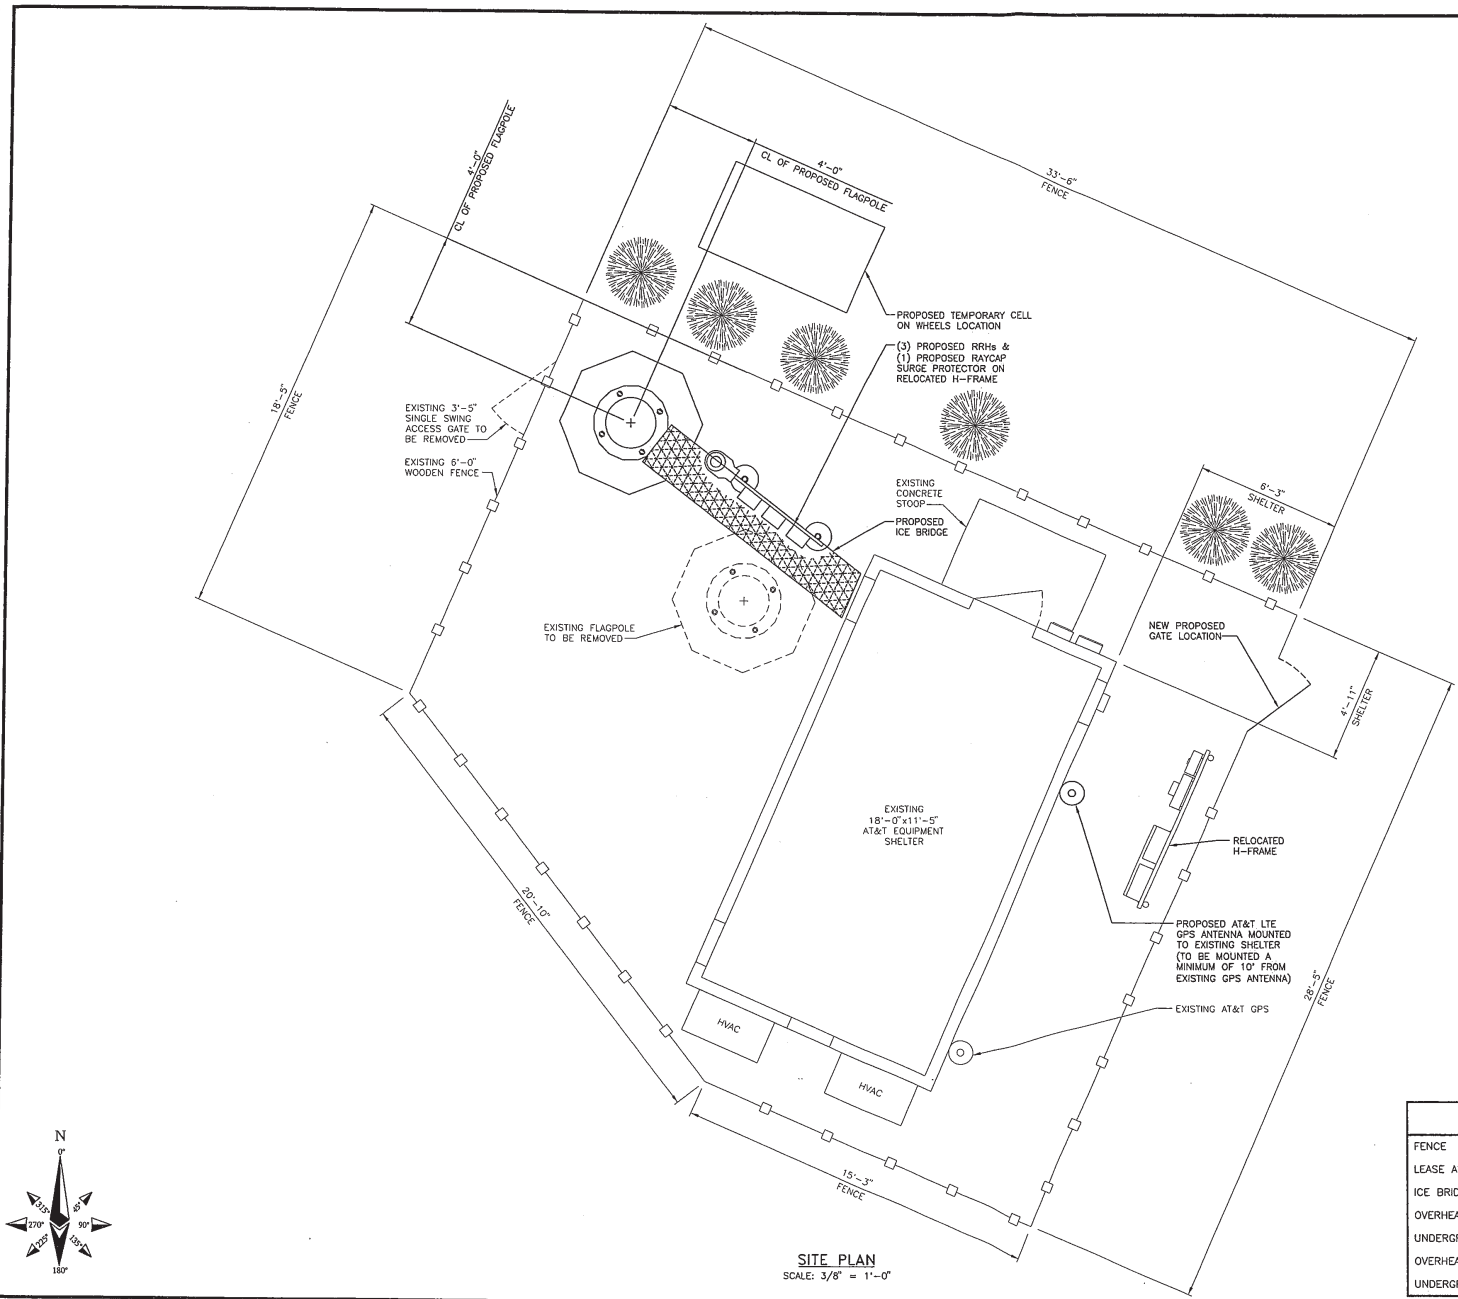 4'-0"
CL OF PROPOSED FLAGPOLE
4'-0"
CL OF PROPOSED FLAGPOLE
33'-6"
FENCE
18'-5"
FENCE
PROPOSED TEMPORARY CELL
ON WHEELS LOCATION
(3) PROPOSED RRHs &
(1) PROPOSED RAYCAP
SURGE PROTECTOR ON
RELOCATED H-FRAME
EXISTING 3'-5"
SINGLE SWING
ACCESS GATE TO
BE REMOVED
EXISTING 6'-0"
WOODEN FENCE
EXISTING
CONCRETE
STOOP
PROPOSED
ICE BRIDGE
6'-3"
SHELTER
EXISTING FLAGPOLE
TO BE REMOVED
NEW PROPOSED
GATE LOCATION
4'-11"
SHELTER
EXISTING
18'-0"x11'-5"
AT&T EQUIPMENT
SHELTER
RELOCATED
H-FRAME
20'-10"
FENCE
PROPOSED AT&T LTE
GPS ANTENNA MOUNTED
TO EXISTING SHELTER
(TO BE MOUNTED A
MINIMUM OF 10' FROM
EXISTING GPS ANTENNA)
28'-5"
FENCE
EXISTING AT&T GPS
HVAC
HVAC
15'-3"
FENCE
N
0°
315° 45°
270° 90°
225° 135°
180°
SITE PLAN
SCALE: 3/8" = 1'-0"
FENCE
LEASE
ICE